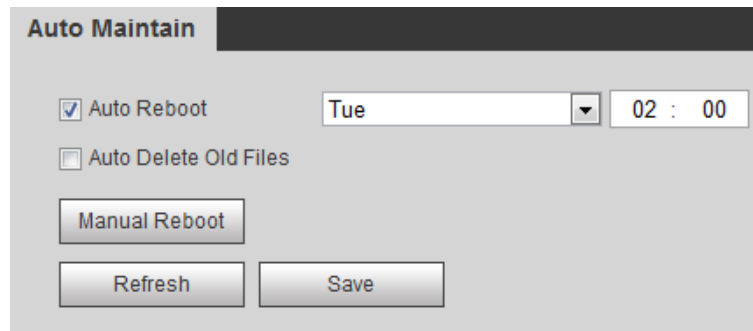 Auto Maintain
Auto Reboot Tue 02 : 00
Auto Delete Old Files
Manual Reboot
Refresh Save